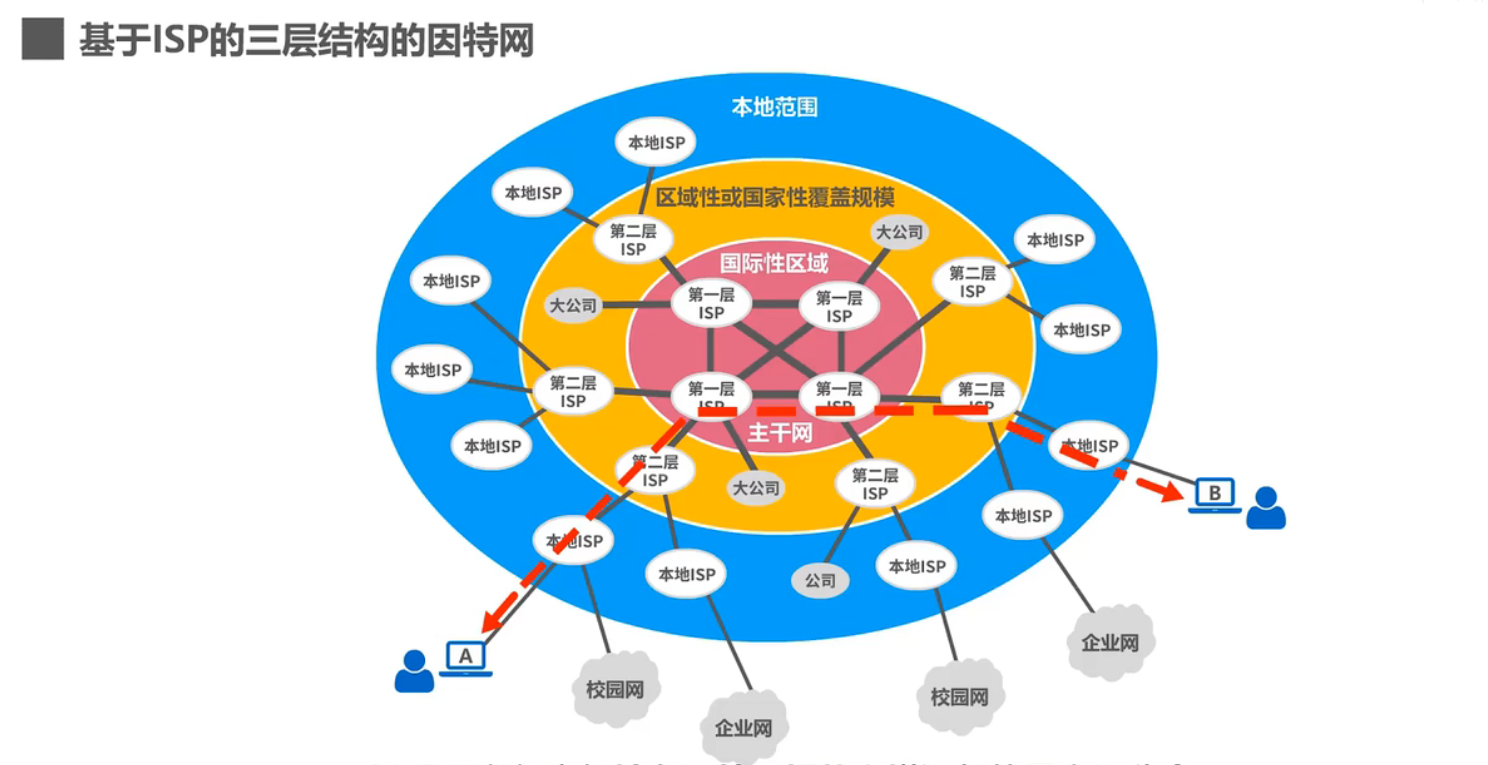 基于ISP的三层结构的因特网
本地范围
本地ISP
本地ISP
区域性或国家性覆盖规模
第二层
ISP
大公司
本地ISP
国际性区域
第二层
ISP
本地ISP
第一层
ISP
第一层
ISP
大公司
本地ISP
本地ISP
第二层
ISP
第一层
ISP
第一层
ISP
第二层
ISP
主干网
本地ISP
本地ISP
第二层
ISP
大公司
第二层
ISP
B
本地ISP
本地ISP
本地ISP
公司
本地ISP
A
企业网
校园网
校园网
企业网